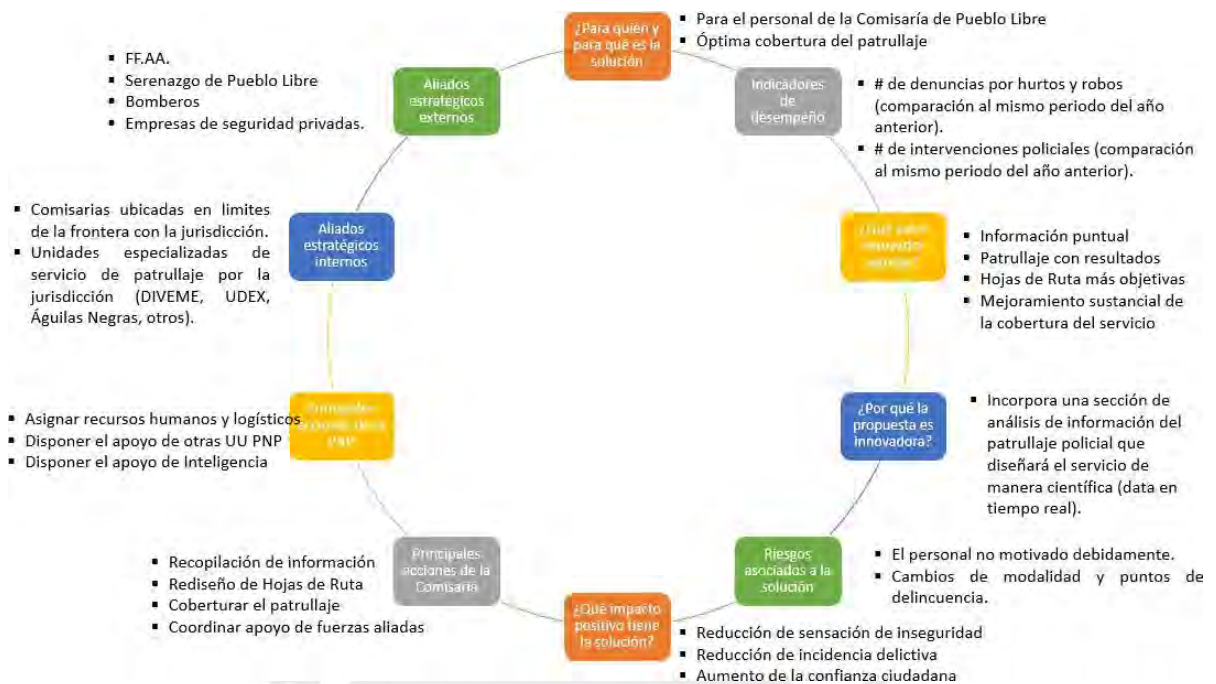 ¿Para quién y
para qué es la
solución
▪ Para el personal de la Comisaría de Pueblo Libre
▪ Óptima cobertura del patrullaje
Indicadores
de
desempeño
▪ # de denuncias por hurtos y robos
(comparación al mismo periodo del año
anterior).
▪ # de intervenciones policiales (comparación
al mismo periodo del año anterior).
¿Qué valor
▪ Información puntual
▪ Patrullaje con resultados
▪ Hojas de Ruta más objetivas
▪ Mejoramiento sustancial de
la cobertura del servicio
¿Por qué la
propuesta es
innovadora?
▪ Incorpora una sección de
análisis de información del
patrullaje policial que
diseñará el servicio de
manera científica (data en
tiempo real).
Riesgos
asociados a la
solución
▪ El personal no motivado debidamente.
▪ Cambios de modalidad y puntos de
delincuencia.
¿Qué impacto
positivo tiene
la solución?
▪ Reducción de sensación de inseguridad
▪ Reducción de incidencia delictiva
▪ Aumento de la confianza ciudadana
Principales
acciones de la
Comisaría
▪ Recopilación de información
▪ Rediseño de Hojas de Ruta
▪ Coberturar el patrullaje
▪ Coordinar apoyo de fuerzas aliadas
Principales
acciones de la
PNP
▪ Asignar recursos humanos y logísticos
▪ Disponer el apoyo de otras UU PNP
▪ Disponer el apoyo de Inteligencia
Aliados
estratégicos
internos
▪ Comisarias ubicadas en limites
de la frontera con la jurisdicción.
▪ Unidades especializadas de
servicio de patrullaje por la
jurisdicción (DIVEME, UDEX,
Águilas Negras, otros).
Aliados
estratégicos
externos
▪ FF.AA.
▪ Serenazgo de Pueblo Libre
▪ Bomberos
▪ Empresas de seguridad privadas.